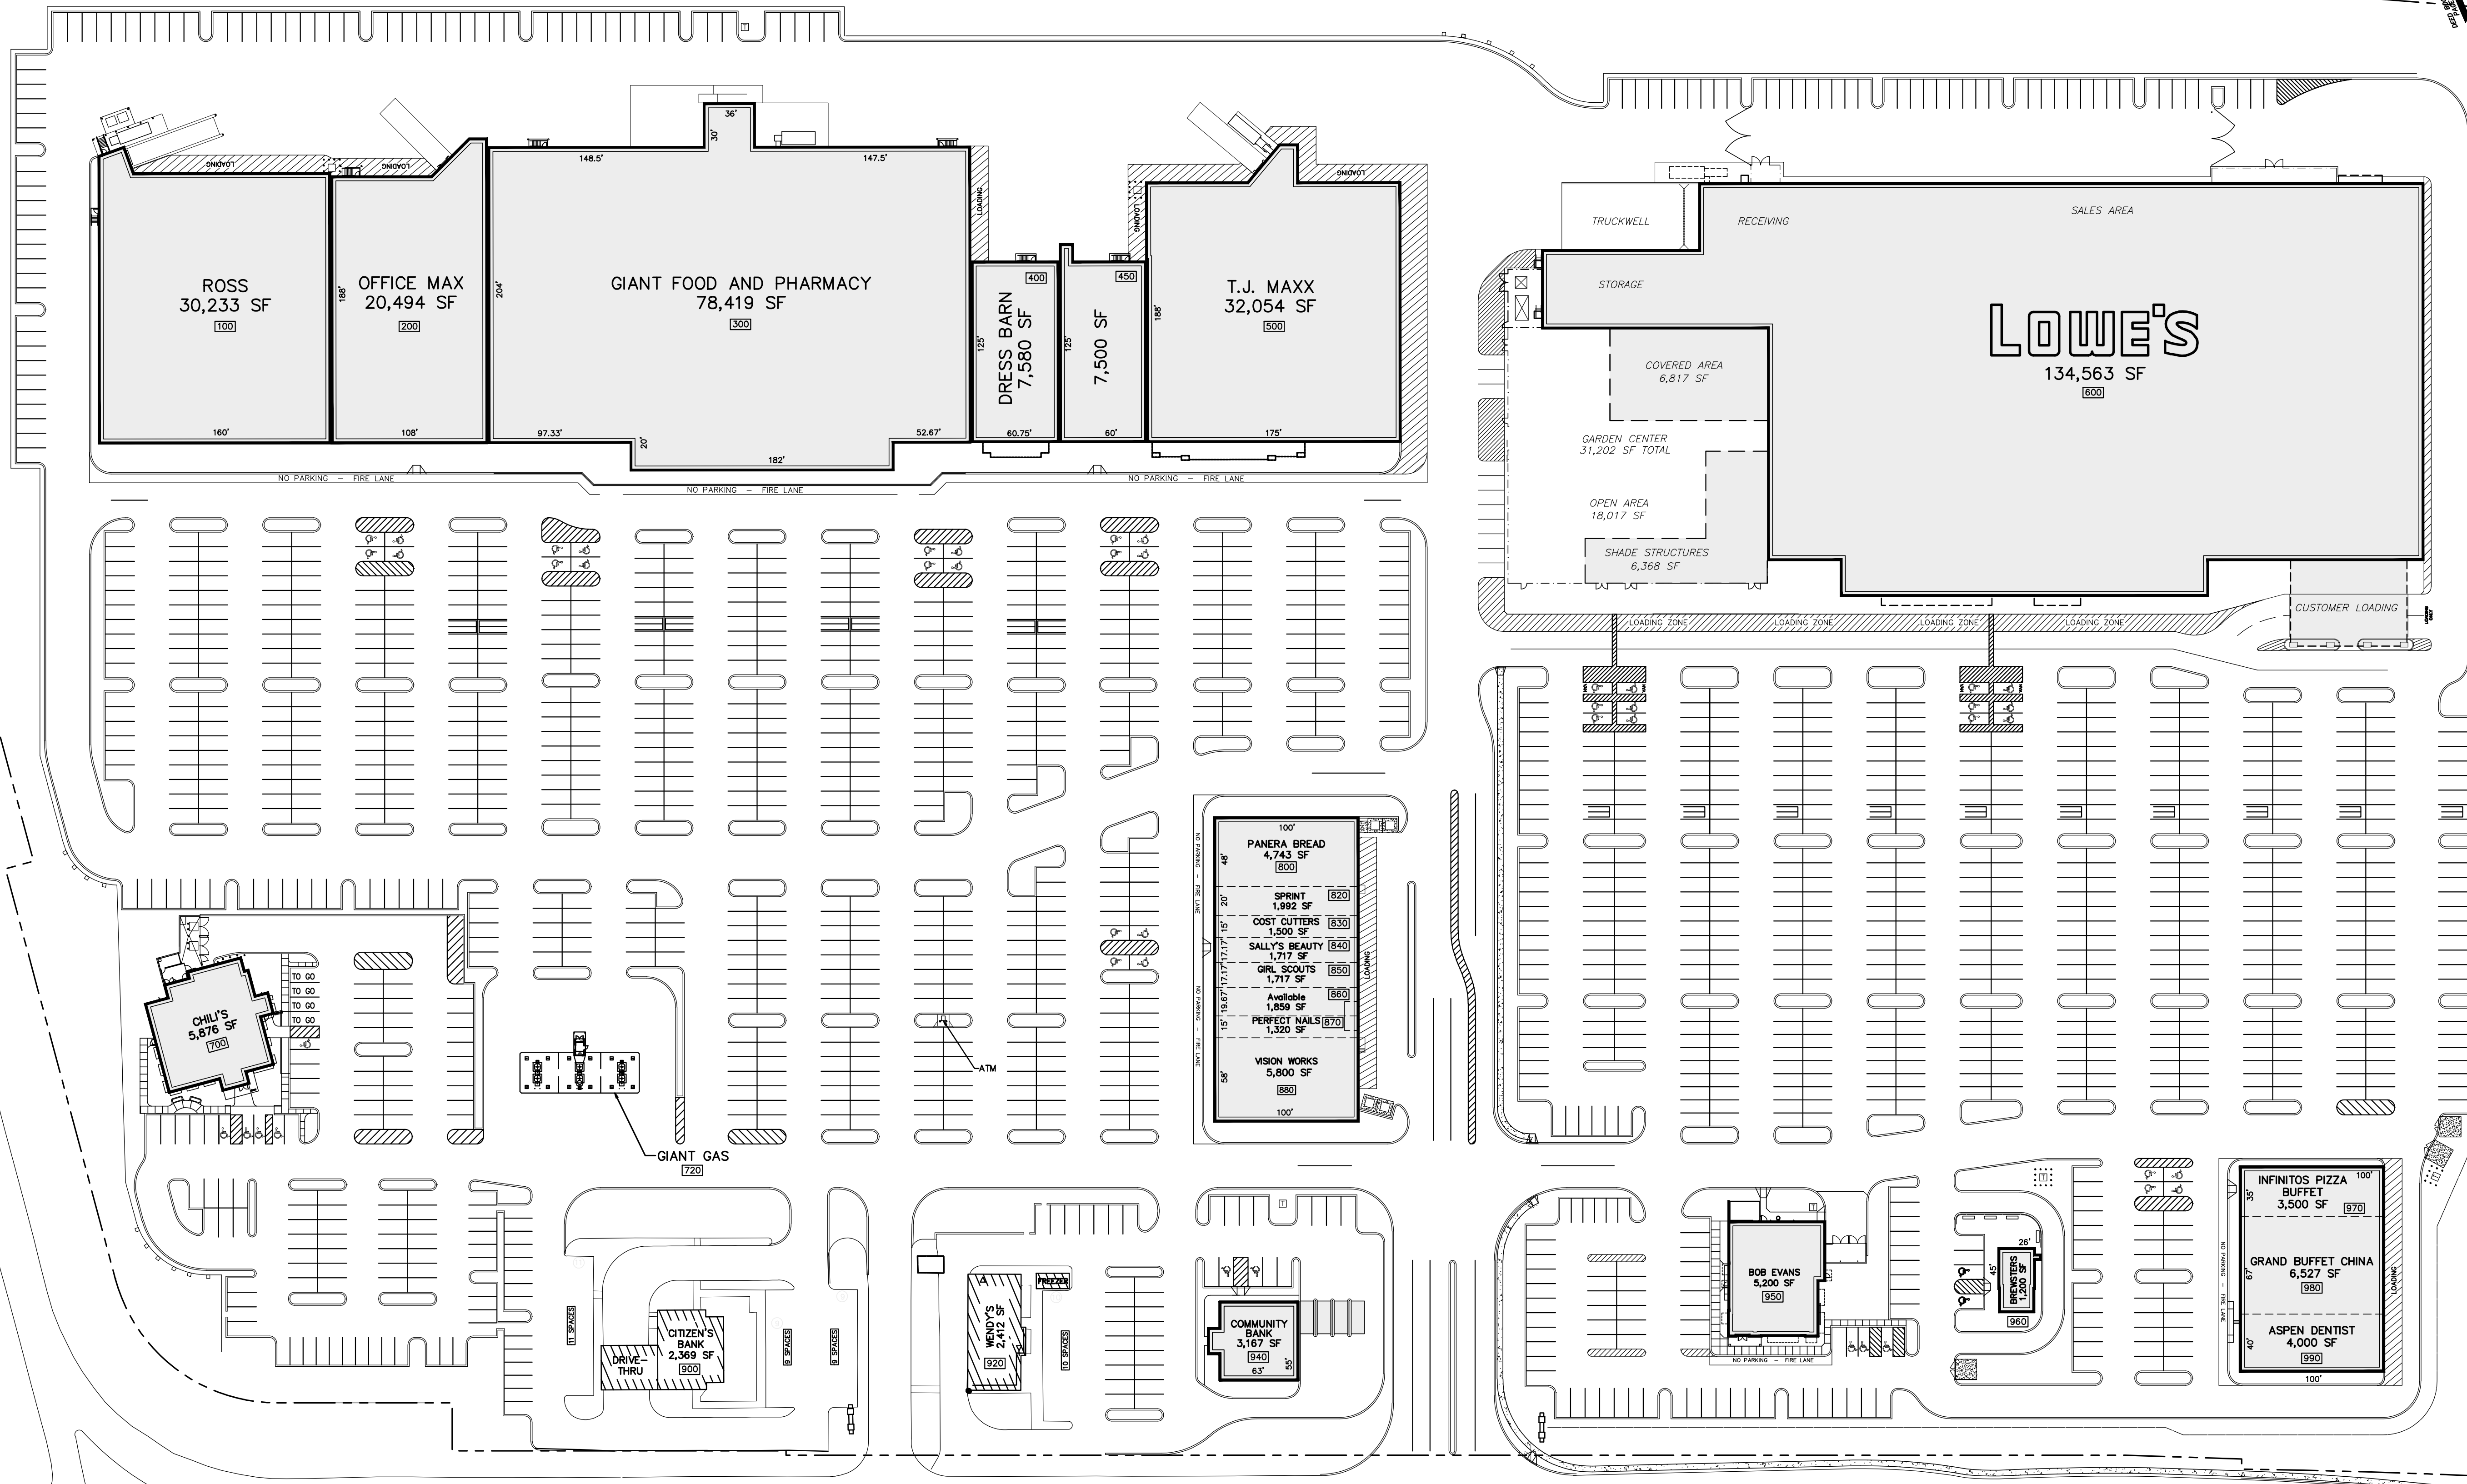 DEED BK
PAGE
T
LOADING
LOADING
36'
30'
148.5'
147.5'
LOADING
LOADING
LOADING
ROSS
30,233 SF
100
160'
OFFICE MAX
20,494 SF
200
188'
108'
GIANT FOOD AND PHARMACY
78,419 SF
300
204'
97.33'
20'
182'
52.67'
400
DRESS BARN
7,580 SF
125'
60.75'
450
7,500 SF
125'
60'
T.J. MAXX
32,054 SF
500
188'
175'
NO PARKING – FIRE LANE
NO PARKING – FIRE LANE
NO PARKING – FIRE LANE
TRUCKWELL
RECEIVING
SALES AREA
STORAGE
LOWE'S
134,563 SF
600
COVERED AREA
6,817 SF
GARDEN CENTER
31,202 SF TOTAL
OPEN AREA
18,017 SF
SHADE STRUCTURES
6,368 SF
CUSTOMER LOADING
LOADING
ONLY
LOADING ZONE
LOADING ZONE
LOADING ZONE
LOADING ZONE
NO PARKING – FIRE LANE
NO PARKING – FIRE LANE
100'
PANERA BREAD
4,743 SF
800
48'
SPRINT
1,992 SF
820
20'
COST CUTTERS
1,500 SF
830
15'
SALLY'S BEAUTY
1,717 SF
840
17.17'
GIRL SCOUTS
1,717 SF
850
17.17'
Available
1,859 SF
860
19.67'
PERFECT NAILS
1,320 SF
870
15'
VISION WORKS
5,800 SF
880
58'
100'
LOADING
TO GO
TO GO
TO GO
TO GO
CHILI'S
5,876 SF
700
ATM
GIANT GAS
720
11 SPACES
DRIVE–
THRU
CITIZEN'S
BANK
2,369 SF
900
9 SPACES
9 SPACES
FREEZER
WENDY'S
2,412 SF
920
10 SPACES
T
COMMUNITY
BANK
3,167 SF
940
63'
55'
T
BOB EVANS
5,200 SF
950
NO PARKING – FIRE LANE
T
26'
45'
BREWSTERS
1,200 SF
960
T
NO PARKING – FIRE LANE
INFINITOS PIZZA
BUFFET
3,500 SF
970
100'
35'
GRAND BUFFET CHINA
6,527 SF
980
67'
ASPEN DENTIST
4,000 SF
990
40'
100'
LOADING